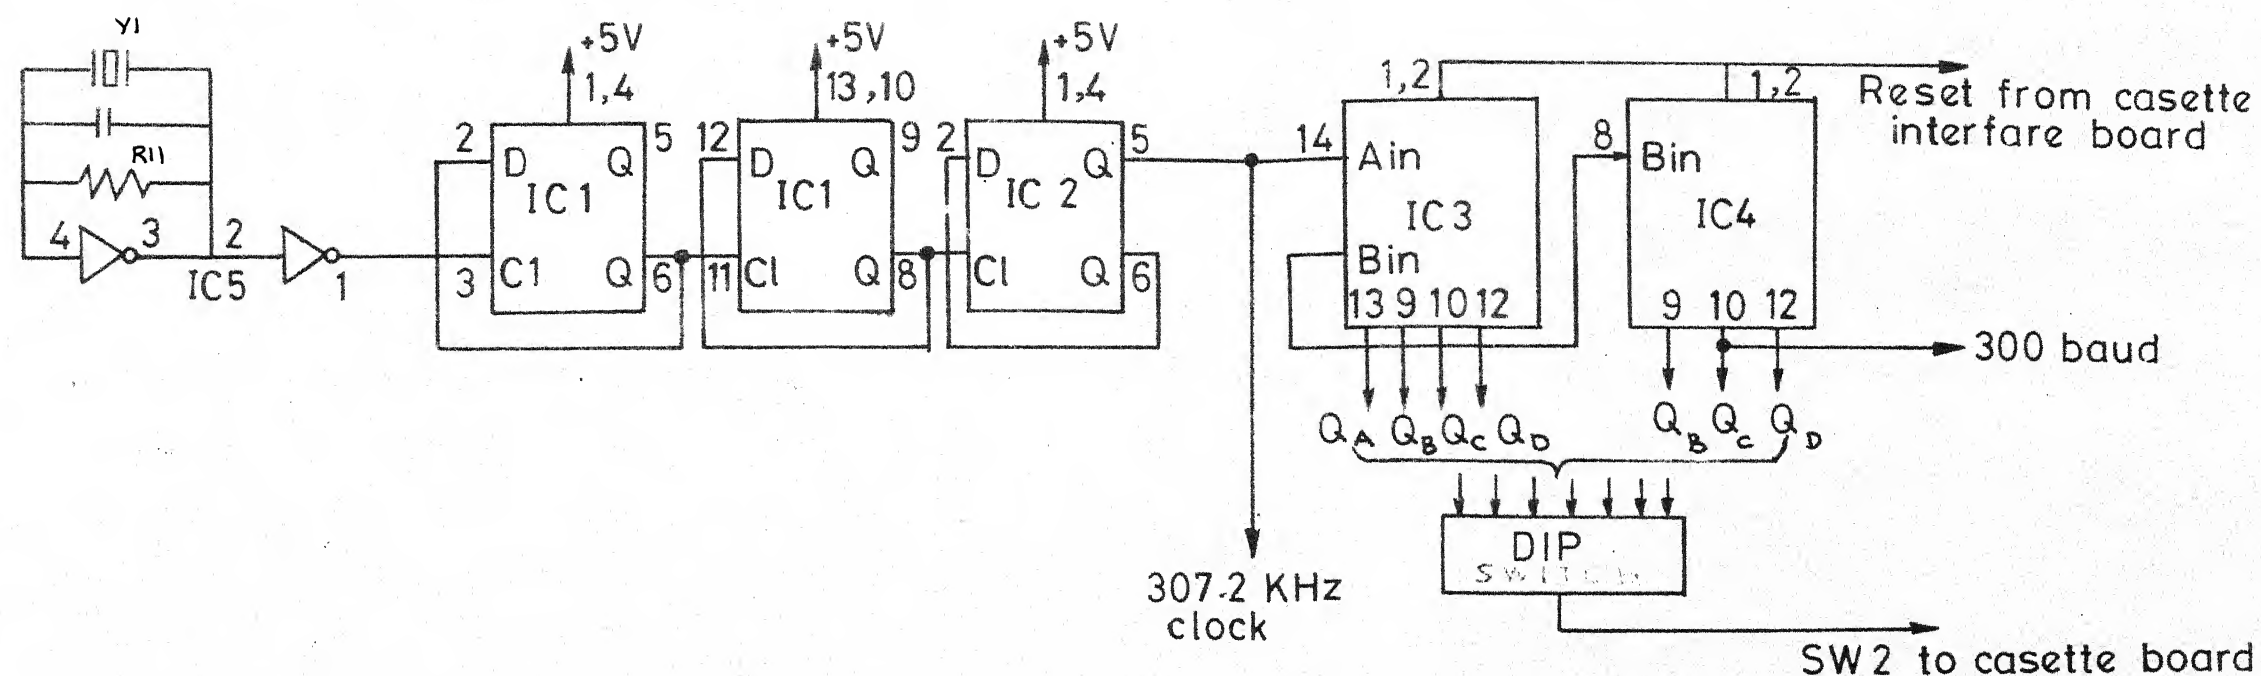 Y1
R11
4
3
2
1
IC5
+5V
1,4
2
5
D
Q
IC1
3
C1
Q
6
+5V
13,10
12
9
D
Q
IC1
11
Cl
Q
8
+5V
1,4
2
5
D
Q
IC 2
Cl
Q
6
307.2 KHz
clock
1,2
14
Ain
IC3
Bin
13 9 10 12
QA QB QC QD
1,2
8
Bin
IC4
9 10 12
QB QC QD
Reset from casette
interfare board
300 baud
DIP
SWITCH
SW2 to casette board